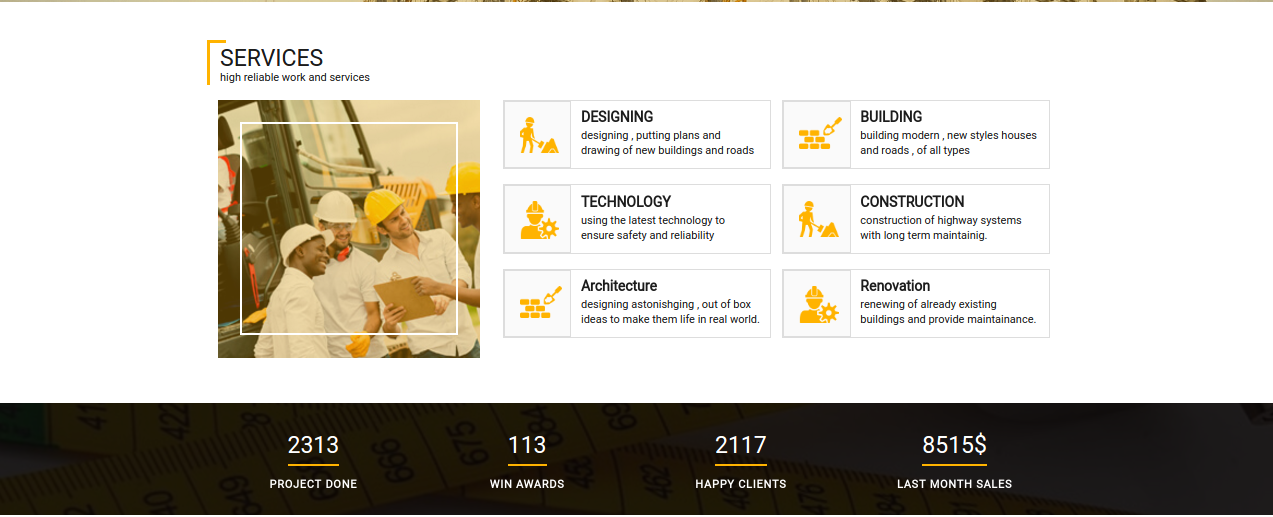 SERVICES
high reliable work and services
DESIGNING
designing , putting plans and
drawing of new buildings and roads
BUILDING
building modern , new styles houses
and roads , of all types
TECHNOLOGY
using the latest technology to
ensure safety and reliability
CONSTRUCTION
construction of highway systems
with long term maintainig.
Architecture
designing astonishging , out of box
ideas to make them life in real world.
Renovation
renewing of already existing
buildings and provide maintainance.
2313
PROJECT DONE
113
WIN AWARDS
2117
HAPPY CLIENTS
8515$
LAST MONTH SALES